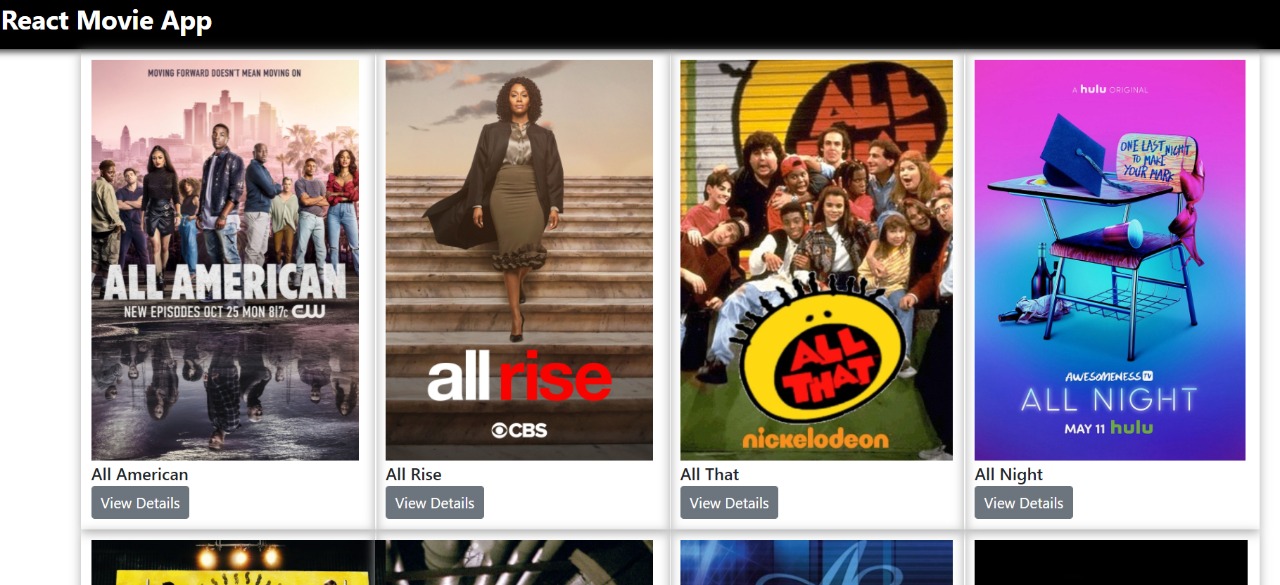 React Movie App
MOVING FORWARD DOESN'T MEAN MOVING ON
ALL AMERICAN
NEW EPISODES OCT 25 MON 8|7c CW
all rise
CBS
ALL
ALL
THAT
nickelodeon
A hulu ORIGINAL
ONE LAST NIGHT
TO MAKE
YOUR MARK
AWESOMENESS TV
ALL NIGHT
MAY 11 hulu
All American
All Rise
All That
All Night
View Details
View Details
View Details
View Details